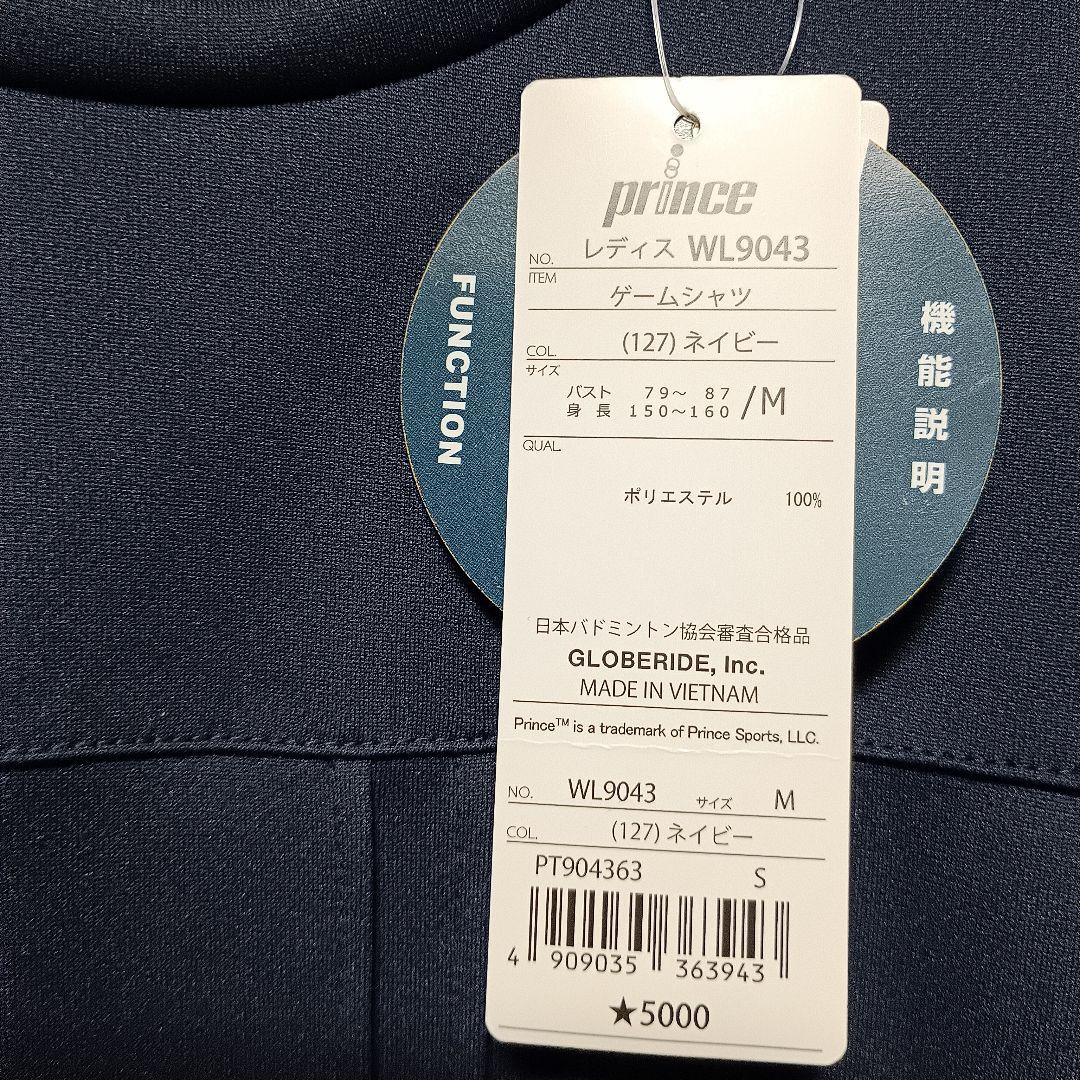 prince
NO. レディス WL9043
ITEM
ゲームシャツ
COL. (127) ネイビー
サイズ
バスト 79～ 87
身 長 150～160 /M
QUAL.
ポリエステル 100%
日本バドミントン協会審査合格品
GLOBERIDE, Inc.
MADE IN VIETNAM
Prince™ is a trademark of Prince Sports, LLC.
NO. WL9043 サイズ M
COL. (127) ネイビー
PT904363 S
4 909035 363943
★5000
FUNCTION
機能説明